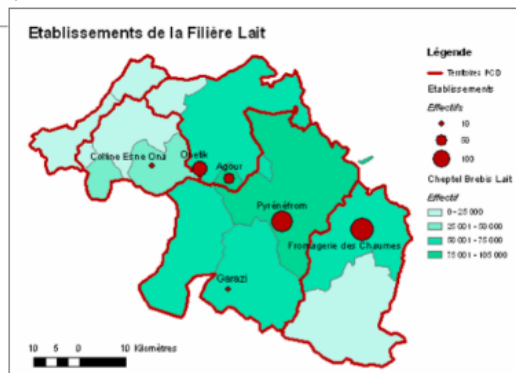 Etablissements de la Filière Lait
Légende
Territoires PCD
Etablissements
Effectifs
10
50
100
Cheptel Brebis Lait
Effectif
0 - 25 000
25 001 - 50 000
50 001 - 75 000
75 001 - 105 000
Colline Esne Ona
Onetik
Agour
Pyrénéfrom
Fromagerie des Chaumes
Garazi
10 5 0 10 Kilomètres